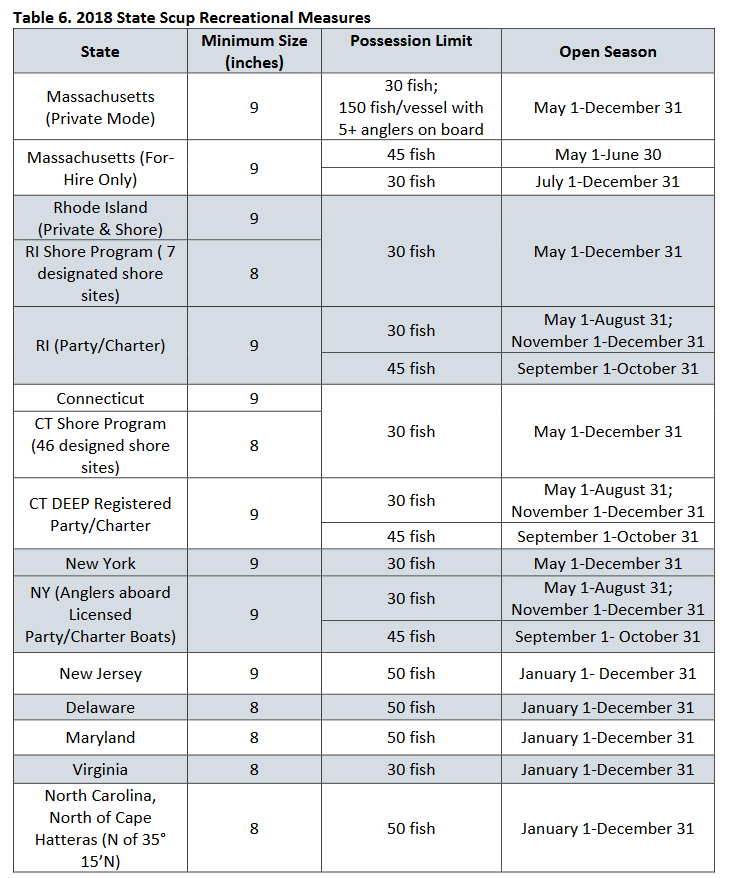 Table 6. 2018 State Scup Recreational Measures
State
Minimum Size
(inches)
Possession Limit
Open Season
Massachusetts
(Private Mode)
9
30 fish;
150 fish/vessel with
5+ anglers on board
May 1-December 31
Massachusetts (For-
Hire Only)
9
45 fish
May 1-June 30
30 fish
July 1-December 31
Rhode Island
(Private & Shore)
9
RI Shore Program ( 7
designated shore
sites)
8
30 fish
May 1-December 31
RI (Party/Charter)
9
30 fish
May 1-August 31;
November 1-December 31
45 fish
September 1-October 31
Connecticut
9
CT Shore Program
(46 designed shore
sites)
8
30 fish
May 1-December 31
CT DEEP Registered
Party/Charter
9
30 fish
May 1-August 31;
November 1-December 31
45 fish
September 1-October 31
New York
9
30 fish
May 1-December 31
NY (Anglers aboard
Licensed
Party/Charter Boats)
9
30 fish
May 1-August 31;
November 1-December 31
45 fish
September 1- October 31
New Jersey
9
50 fish
January 1- December 31
Delaware
8
50 fish
January 1-December 31
Maryland
8
50 fish
January 1-December 31
Virginia
8
30 fish
January 1-December 31
North Carolina,
North of Cape
Hatteras (N of 35°
15’N)
8
50 fish
January 1-December 31